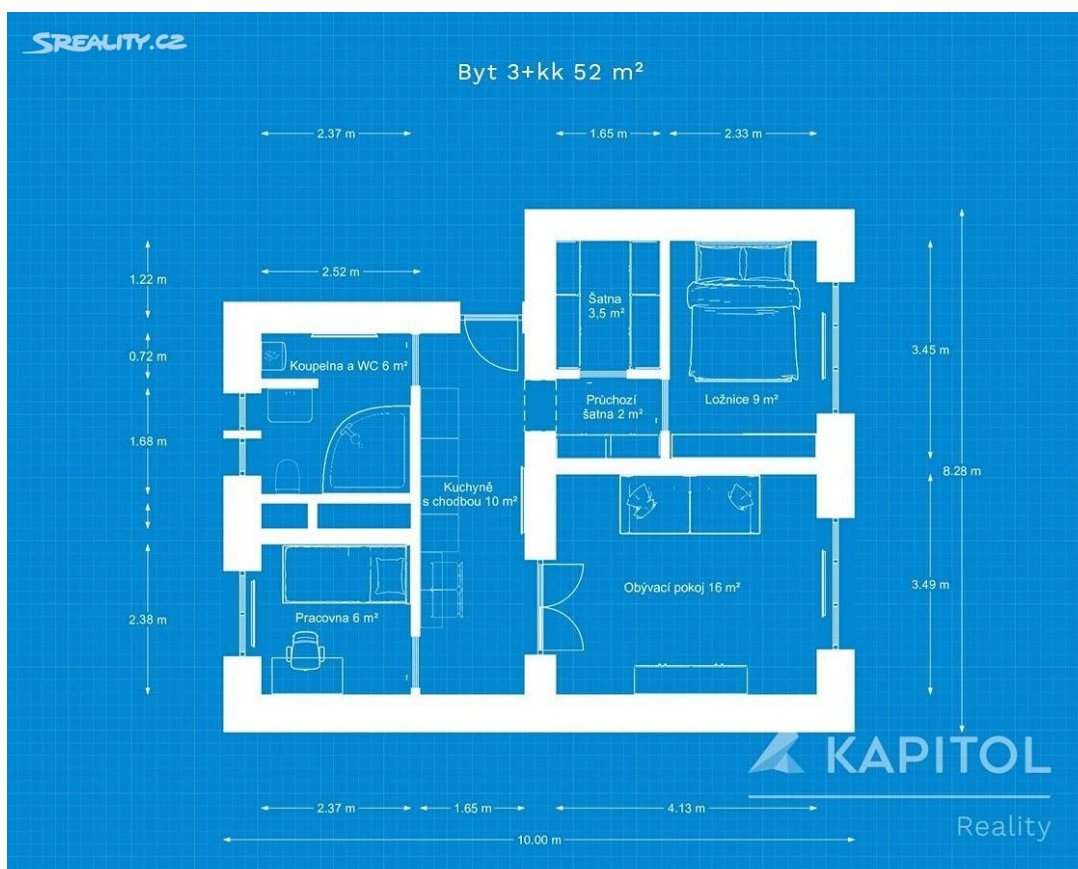 SREALITY.CZ
Byt 3+kk 52 m²
2.37 m
1.65 m
2.33 m
1.22 m
2.52 m
Šatna
3,5 m²
0.72 m
Koupelna a WC 6 m²
3.45 m
Průchozí
šatna 2 m²
Ložnice 9 m²
1.68 m
8.28 m
Kuchyně
s chodbou 10 m²
Obývací pokoj 16 m²
3.49 m
Pracovna 6 m²
2.38 m
KAPITOL
Reality
2.37 m
1.65 m
4.13 m
10.00 m